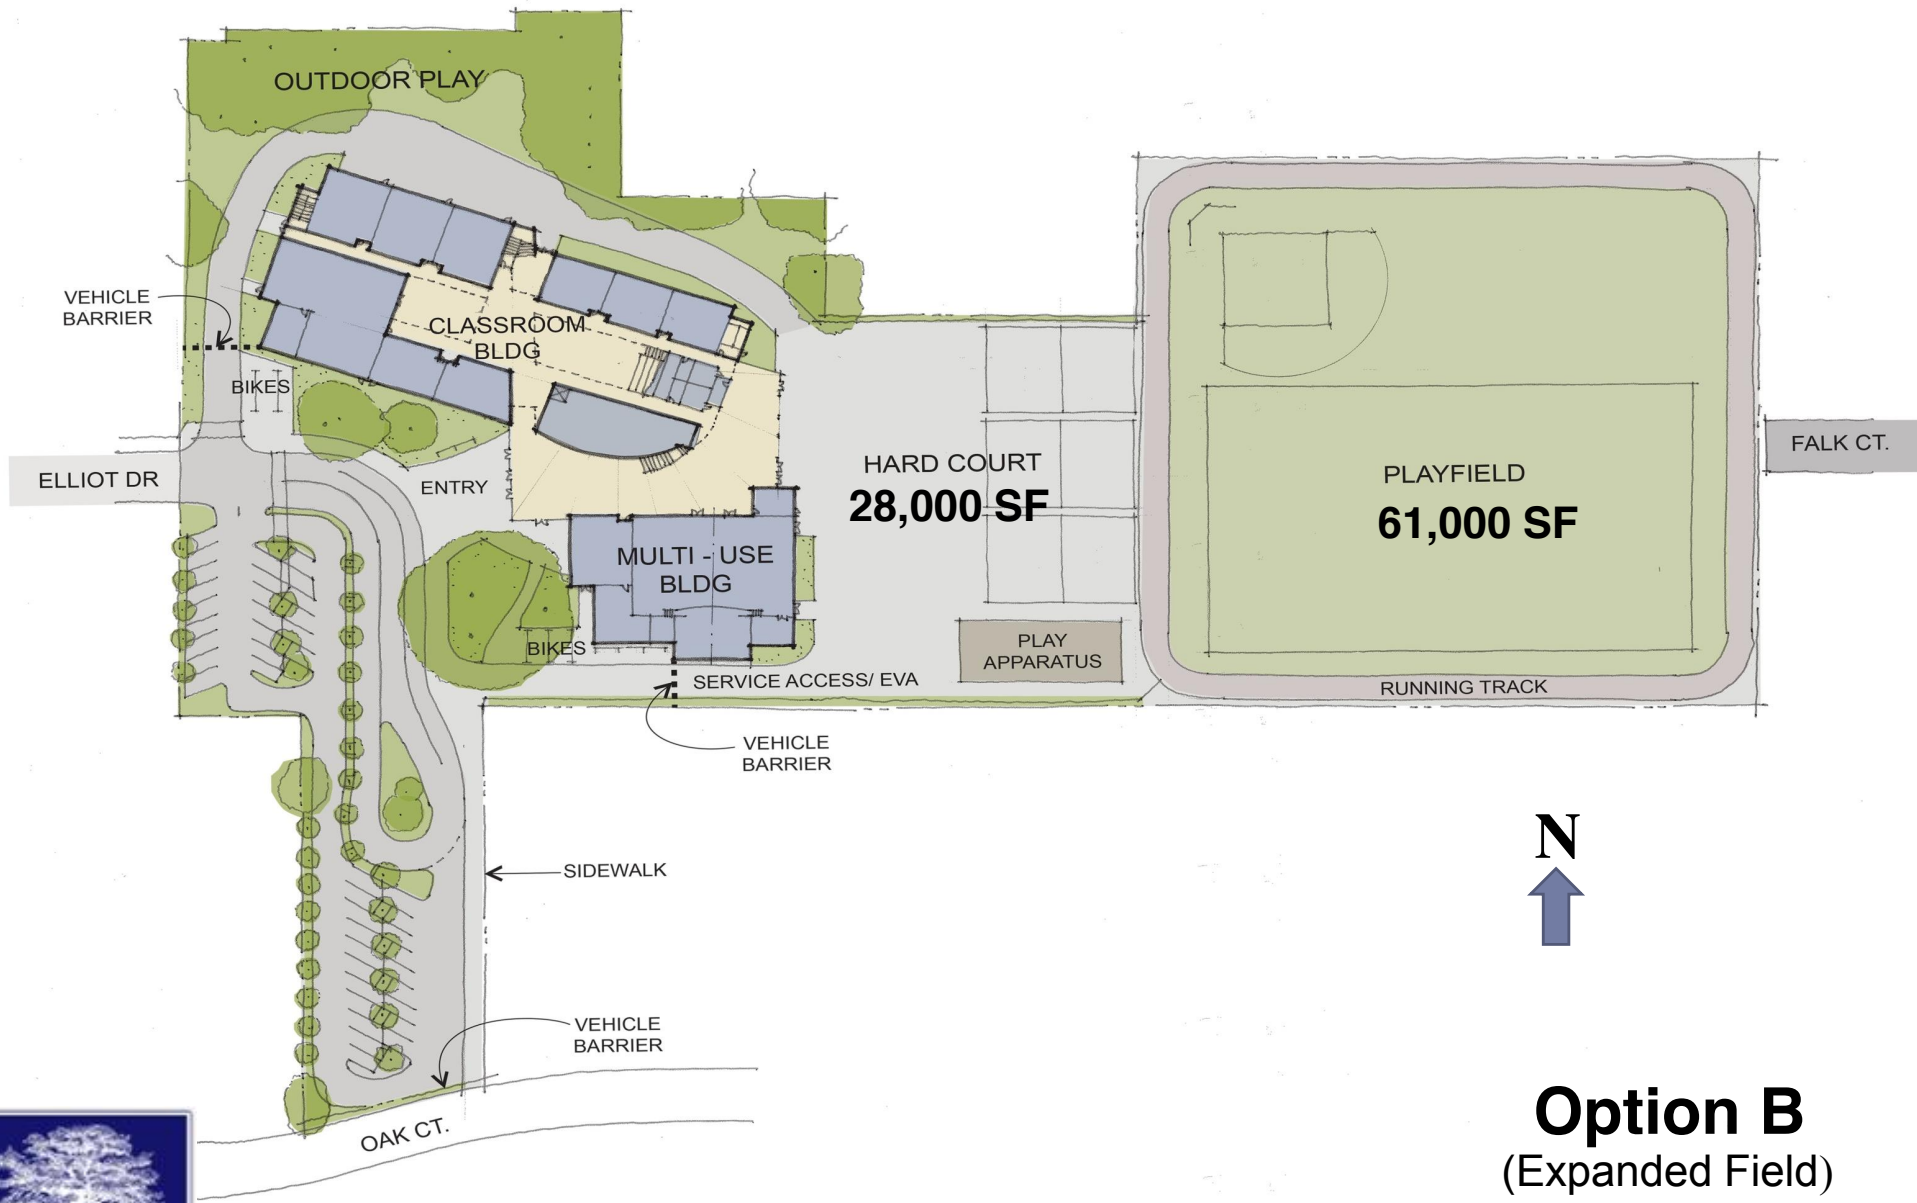 OUTDOOR PLAY
VEHICLE
BARRIER
CLASSROOM
BLDG
BIKES
ELLIOT DR
ENTRY
HARD COURT
28,000 SF
PLAYFIELD
61,000 SF
FALK CT.
MULTI - USE
BLDG
BIKES
PLAY
APPARATUS
SERVICE ACCESS/ EVA
RUNNING TRACK
VEHICLE
BARRIER
SIDEWALK
N
VEHICLE
BARRIER
OAK CT.
Option B
(Expanded Field)